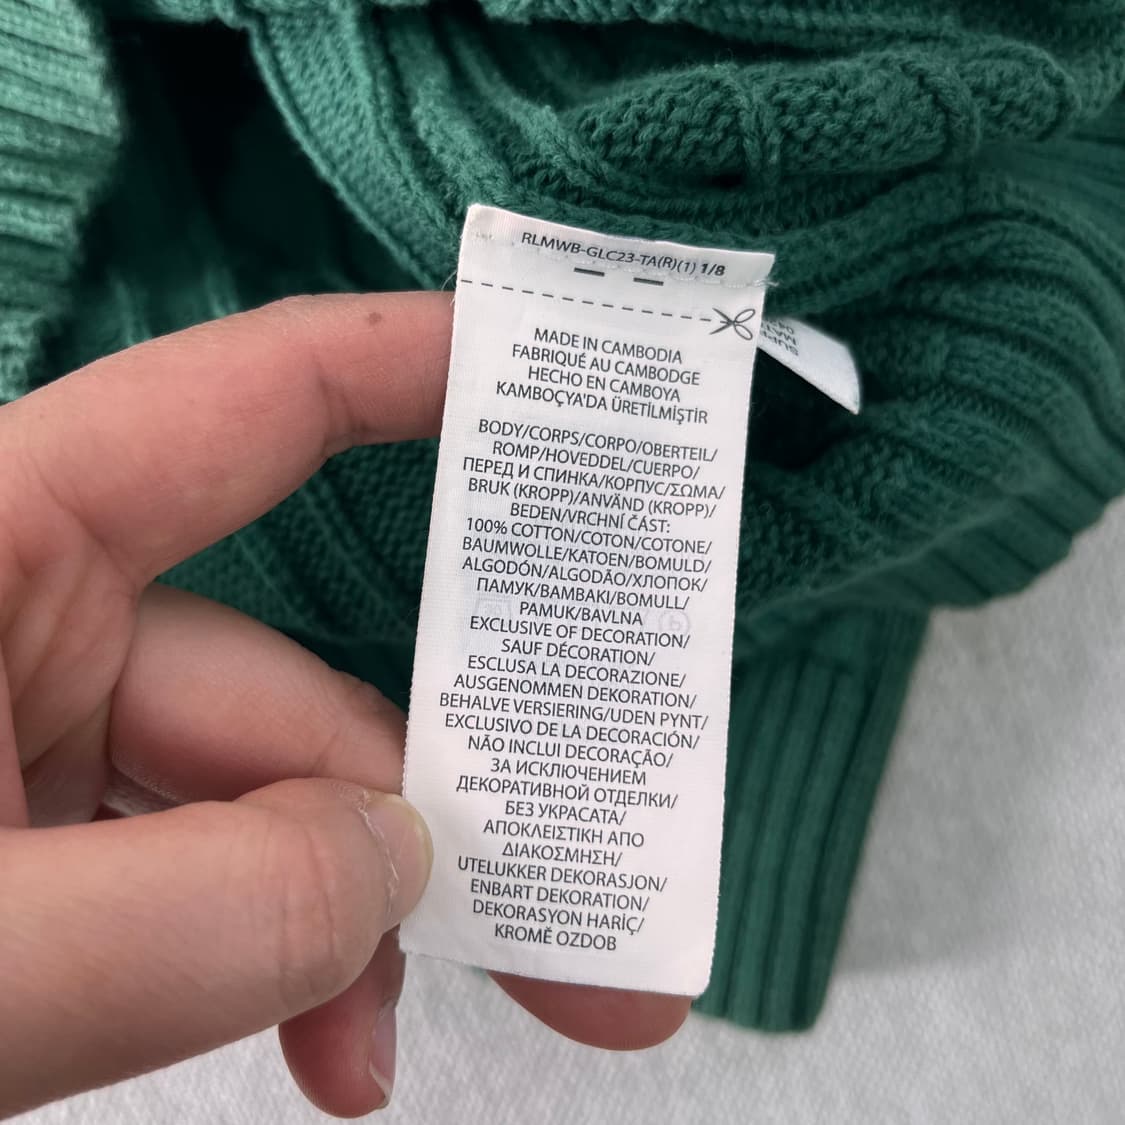 RLMWB-GLC23-TA(R)(1) 1/8
MADE IN CAMBODIA
FABRIQUÉ AU CAMBODGE
HECHO EN CAMBOYA
KAMBOÇYA'DA ÜRETİLMİŞTİR
BODY/CORPS/CORPO/OBERTEIL/
ROMP/HOVEDDEL/CUERPO/
ПЕРЕД И СПИНКА/КОРПУС/ΣΩΜΑ/
BRUK (KROPP)/ANVÄND (KROPP)/
BEDEN/VRCHNÍ ČÁST:
100% COTTON/COTON/COTONE/
BAUMWOLLE/KATOEN/BOMULD/
ALGODÓN/ALGODÃO/ХЛОПОК/
ПАМУК/ΒΑΜΒΑΚΙ/BOMULL/
PAMUK/BAVLNA
EXCLUSIVE OF DECORATION/
SAUF DÉCORATION/
ESCLUSA LA DECORAZIONE/
AUSGENOMMEN DEKORATION/
BEHALVE VERSIERING/UDEN PYNT/
EXCLUSIVO DE LA DECORACIÓN/
NÃO INCLUI DECORAÇÃO/
ЗА ИСКЛЮЧЕНИЕМ
ДЕКОРАТИВНОЙ ОТДЕЛКИ/
БЕЗ УКРАСАТА/
ΑΠΟΚΛΕΙΣΤΙΚΗ ΑΠΟ
ΔΙΑΚΟΣΜΗΣΗ/
UTELUKKER DEKORASJON/
ENBART DEKORATION/
DEKORASYON HARİÇ/
KROMĚ OZDOB